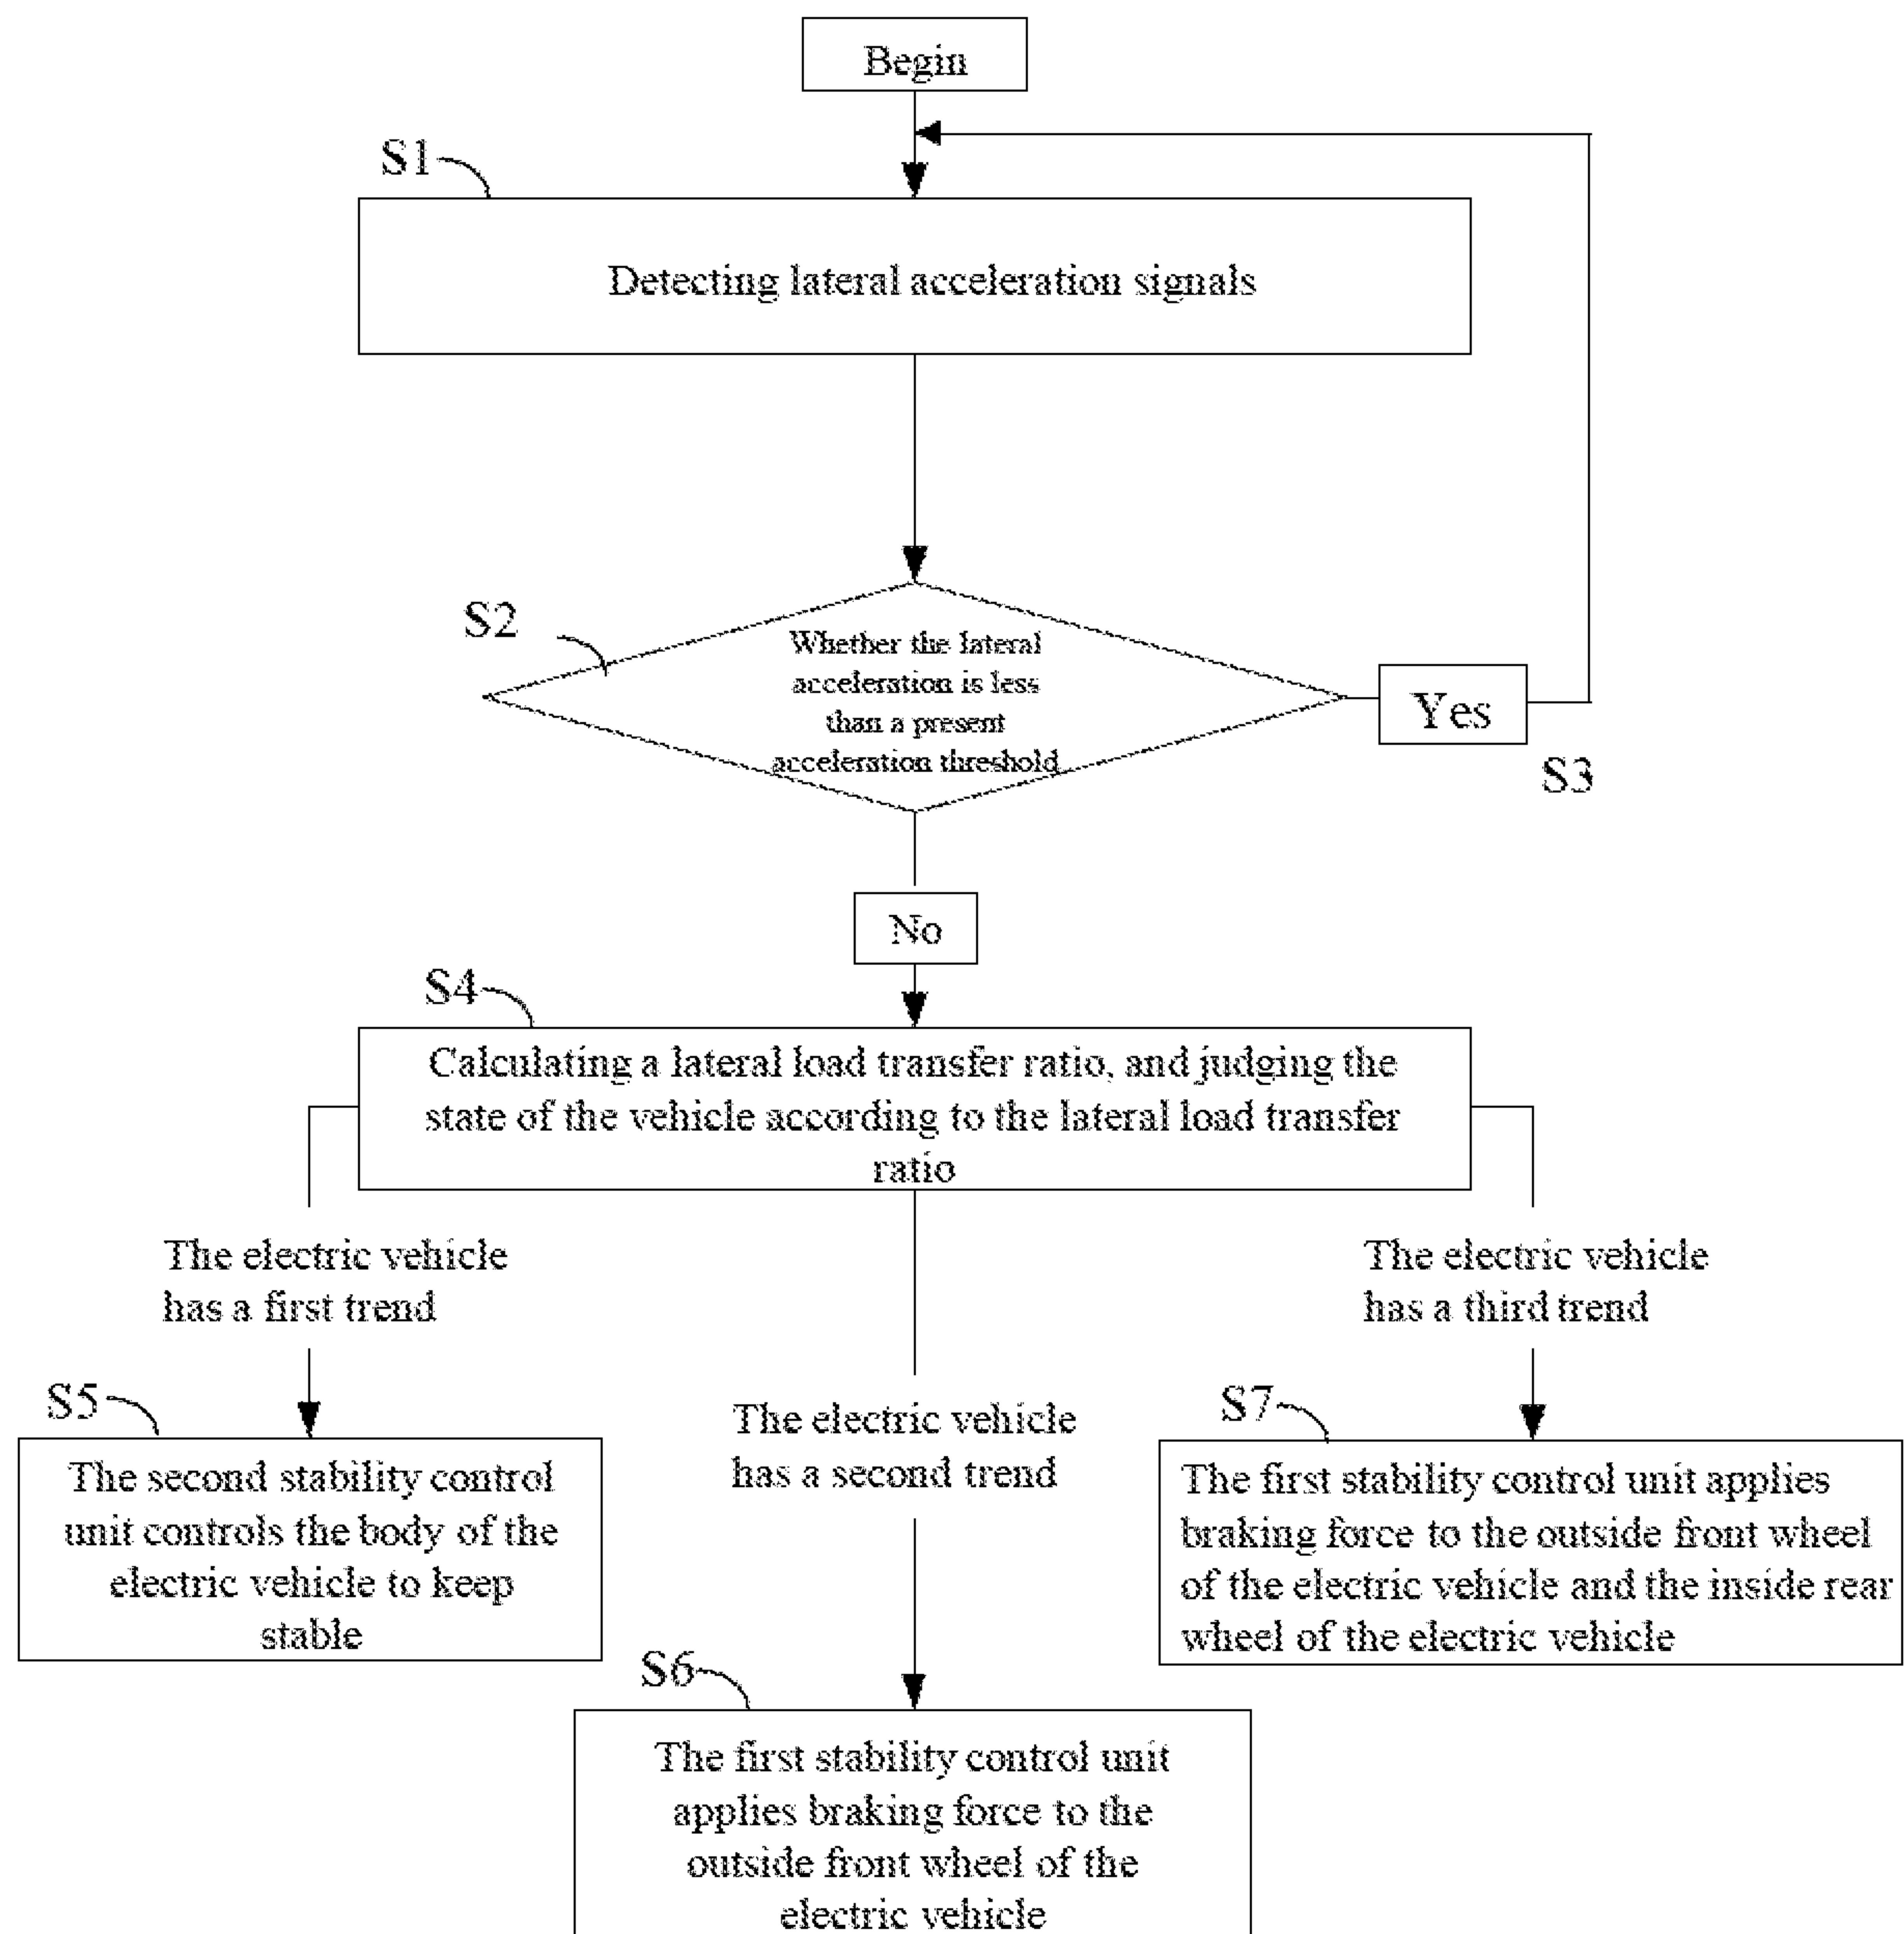 Begin
S1
Detecting lateral acceleration signals
S2
Whether the lateral
acceleration is less
than a present
acceleration threshold
Yes
S3
No
S4
Calculating a lateral load transfer ratio, and judging the
state of the vehicle according to the lateral load transfer
ratio
The electric vehicle
has a first trend
The electric vehicle
has a second trend
The electric vehicle
has a third trend
S5
The second stability control
unit controls the body of the
electric vehicle to keep
stable
S6
The first stability control unit
applies braking force to the
outside front wheel of the
electric vehicle
S7
The first stability control unit applies
braking force to the outside front wheel
of the electric vehicle and the inside rear
wheel of the electric vehicle